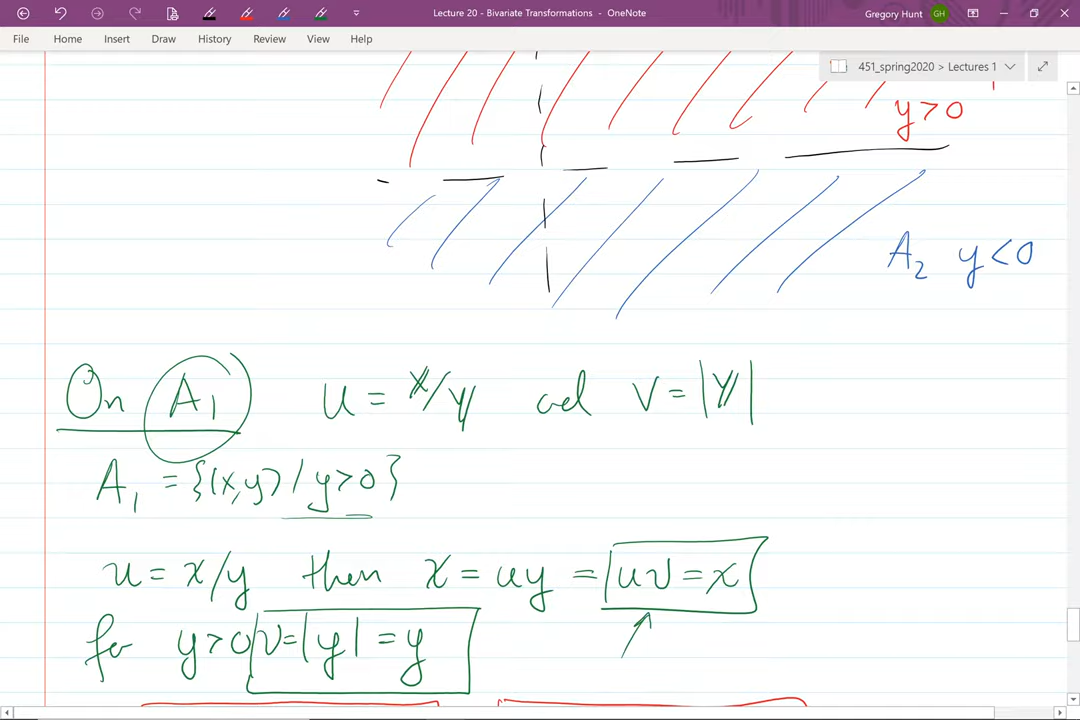 Lecture 20 - Bivariate Transformations - OneNote
Gregory Hunt GH
File Home Insert Draw History Review View Help
451_spring2020 > Lectures 1
y>0
A₂ y<0
On A₁ U = X/Y and V = |Y|
A₁ = {(x,y) | y>0}
u = x/y then x = uy = uv = x
for y>0 v=|y| = y